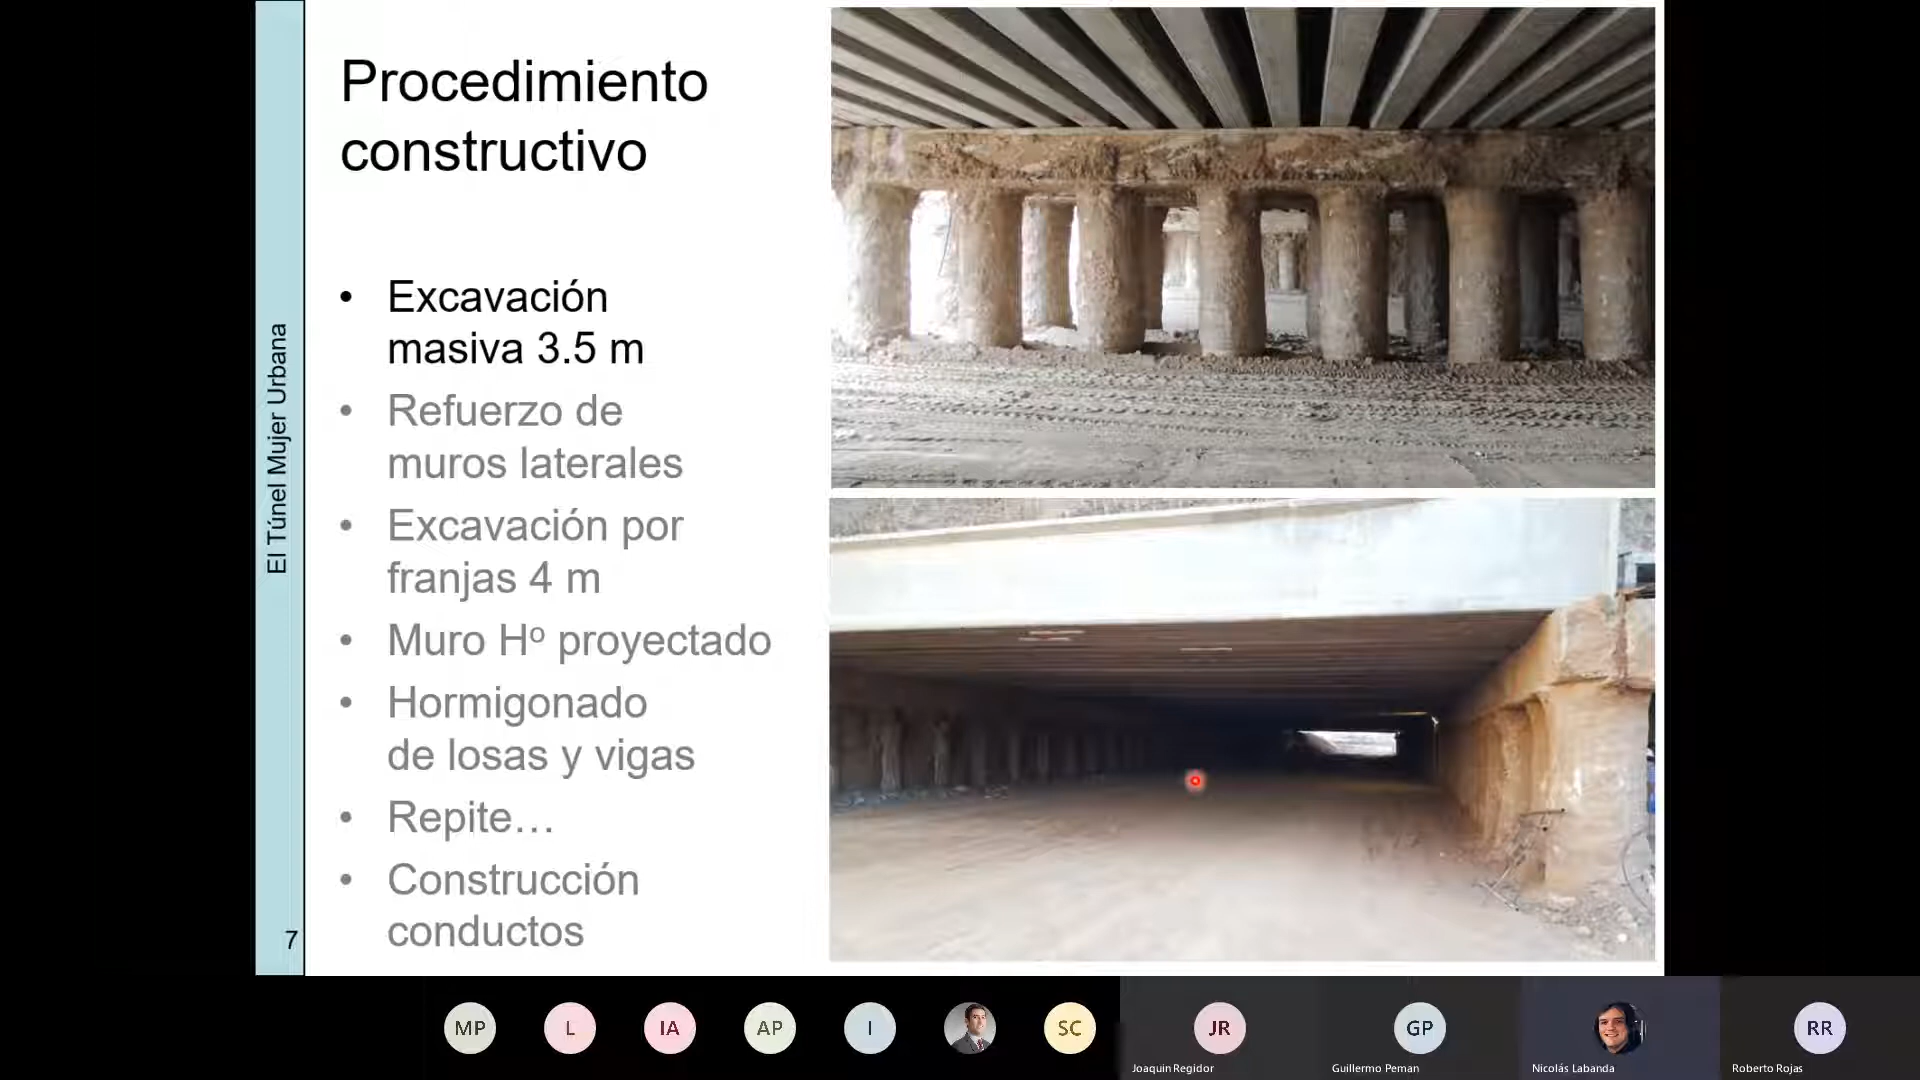 El Túnel Mujer Urbana
7
Procedimiento
constructivo
• Excavación
masiva 3.5 m
• Refuerzo de
muros laterales
• Excavación por
franjas 4 m
• Muro Hº proyectado
• Hormigonado
de losas y vigas
• Repite…
• Construcción
conductos
MP
L
IA
AP
I
SC
JR
Joaquin Regidor
GP
Guillermo Peman
Nicolás Labanda
RR
Roberto Rojas